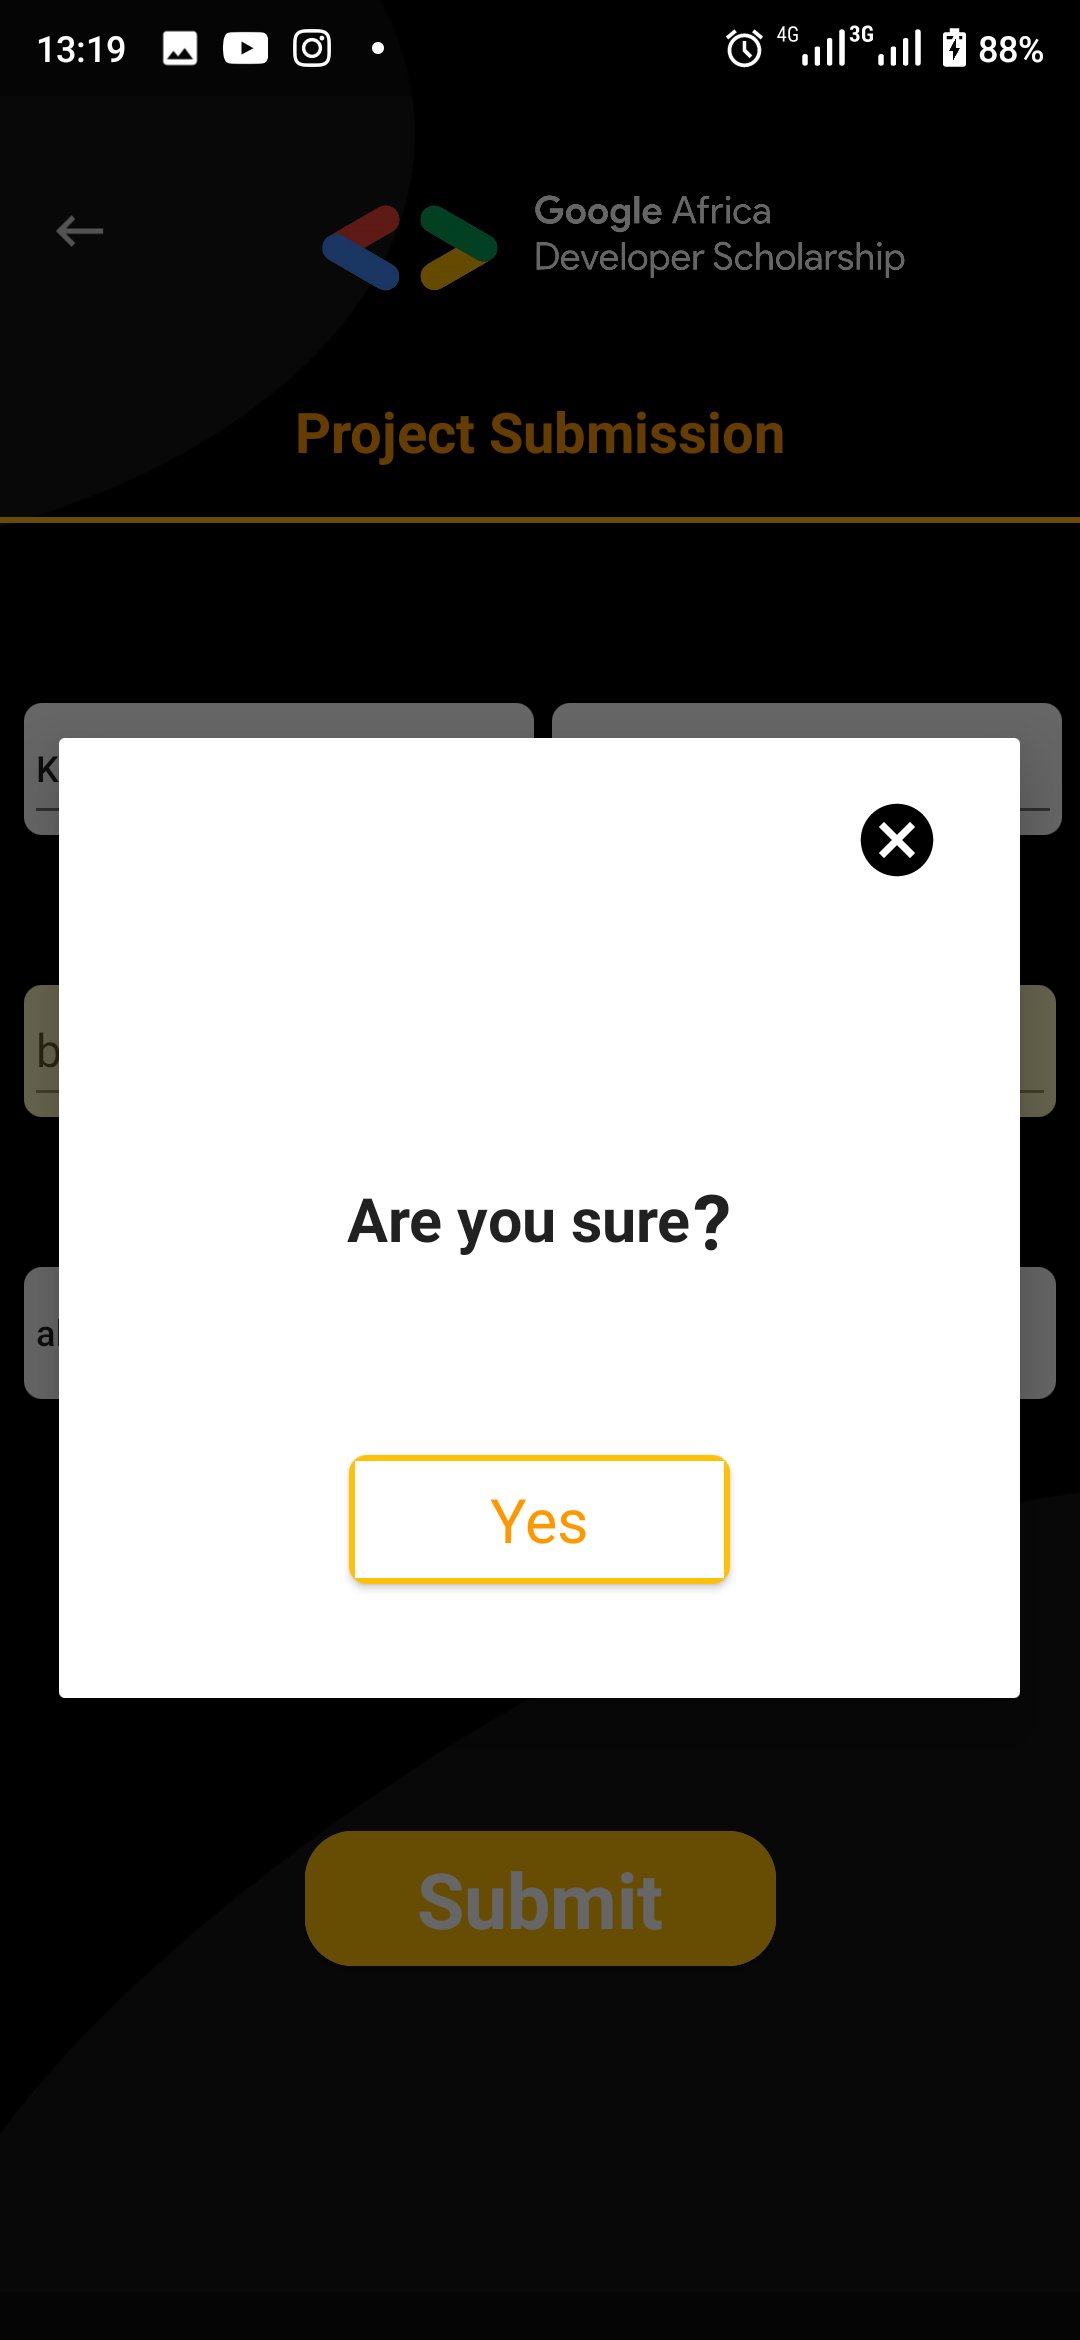 13:19 4G 3G 88%
Google Africa
Developer Scholarship
Project Submission
K
b
al
Are you sure?
Yes
Submit